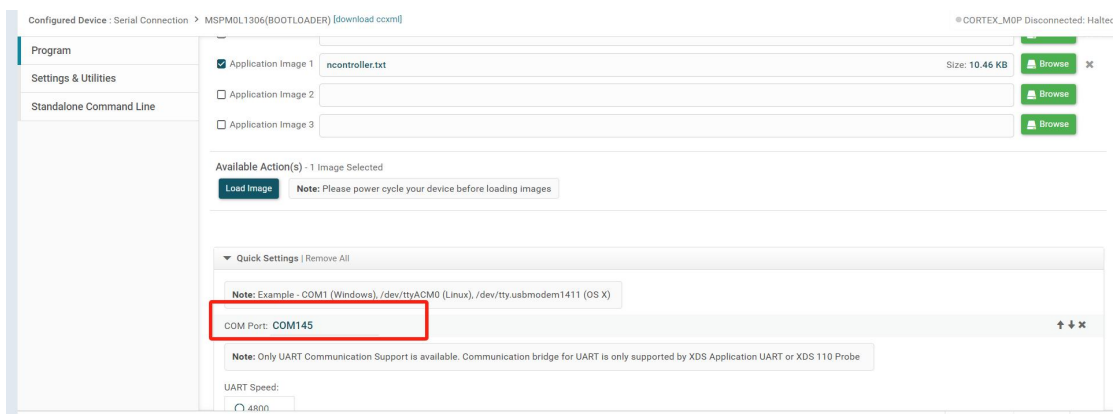 Configured Device : Serial Connection > MSPM0L1306(BOOTLOADER) [download ccxml] CORTEX_M0P Disconnected: Halted
Program
Settings & Utilities
Standalone Command Line
Application Image 1 ncontroller.txt Size: 10.46 KB Browse
Application Image 2 Browse
Application Image 3 Browse
Available Action(s) - 1 Image Selected
Load Image Note: Please power cycle your device before loading images
Quick Settings | Remove All
Note: Example - COM1 (Windows), /dev/ttyACM0 (Linux), /dev/tty.usbmodem1411 (OS X)
COM Port: COM145
Note: Only UART Communication Support is available. Communication bridge for UART is only supported by XDS Application UART or XDS 110 Probe
UART Speed:
4800